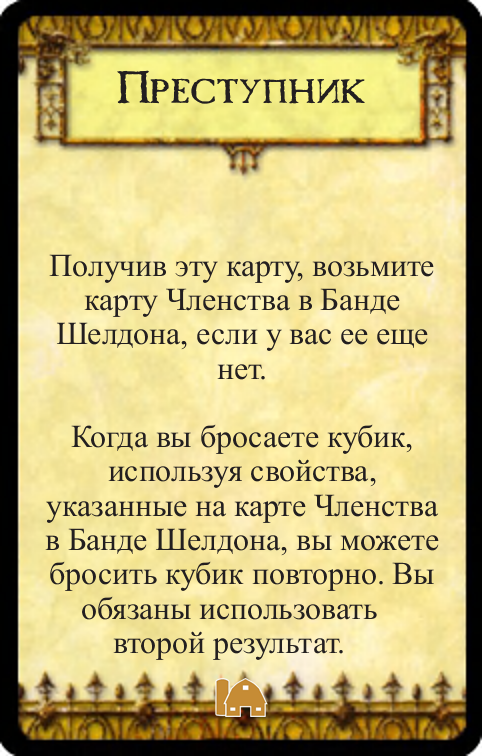 Преступник
Получив эту карту, возьмите
карту Членства в Банде
Шелдона, если у вас ее еще
нет.
Когда вы бросаете кубик,
используя свойства,
указанные на карте Членства
в Банде Шелдона, вы можете
бросить кубик повторно. Вы
обязаны использовать
второй результат.